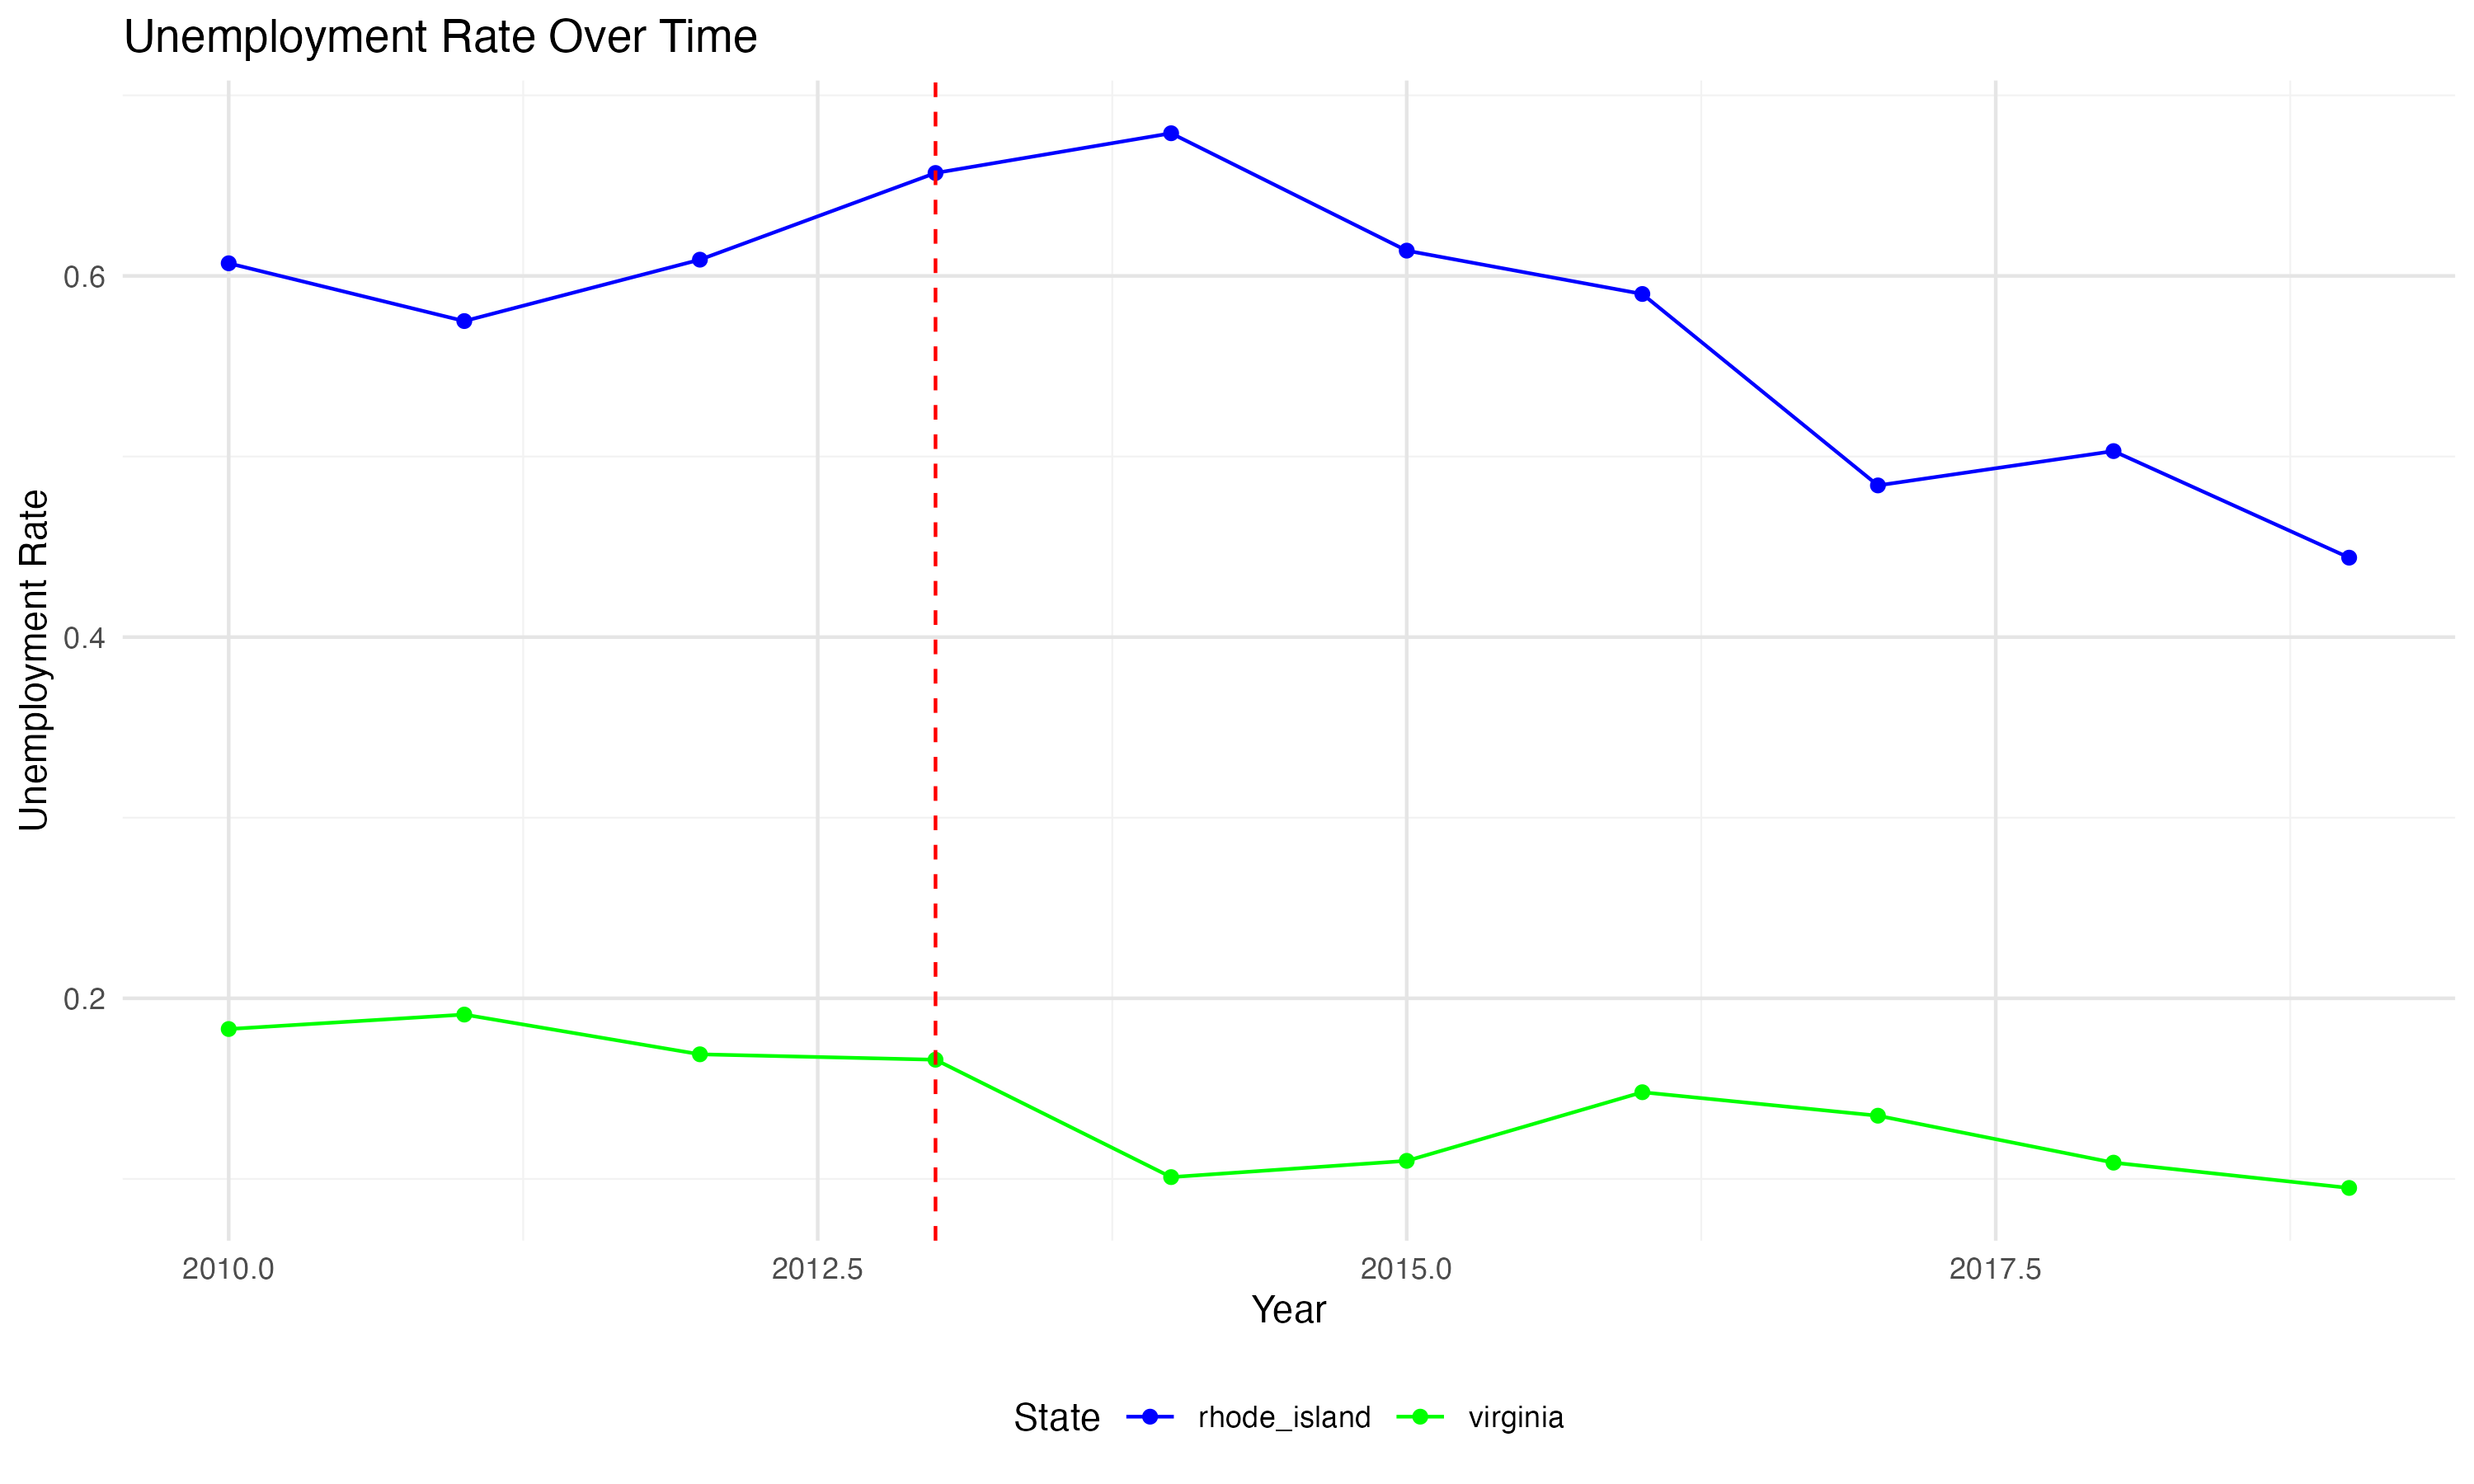 Unemployment Rate Over Time
Unemployment Rate
0.6
0.4
0.2
2010.0 2012.5 2015.0 2017.5
Year
State rhode_island virginia